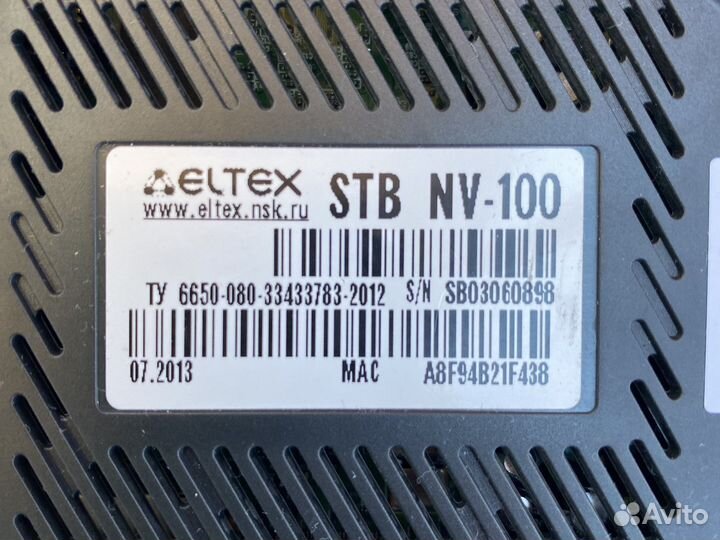 ELTEX
www.eltex.nsk.ru
STB NV-100
ТУ 6650-080-33433783-2012 S/N SB03060898
07.2013 MAC A8F94B21F438
Avito